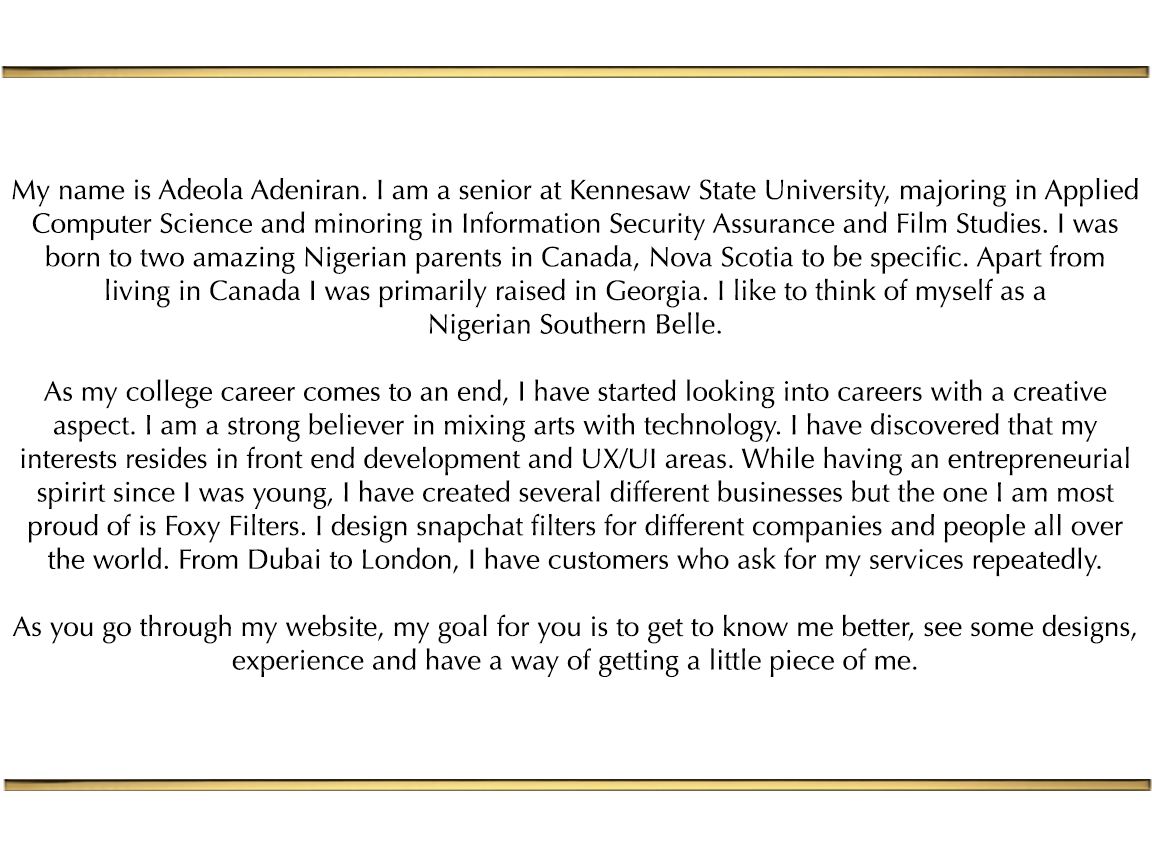 My name is Adeola Adeniran. I am a senior at Kennesaw State University, majoring in Applied
Computer Science and minoring in Information Security Assurance and Film Studies. I was
born to two amazing Nigerian parents in Canada, Nova Scotia to be specific. Apart from
living in Canada I was primarily raised in Georgia. I like to think of myself as a
Nigerian Southern Belle.
As my college career comes to an end, I have started looking into careers with a creative
aspect. I am a strong believer in mixing arts with technology. I have discovered that my
interests resides in front end development and UX/UI areas. While having an entrepreneurial
spirirt since I was young, I have created several different businesses but the one I am most
proud of is Foxy Filters. I design snapchat filters for different companies and people all over
the world. From Dubai to London, I have customers who ask for my services repeatedly.
As you go through my website, my goal for you is to get to know me better, see some designs,
experience and have a way of getting a little piece of me.